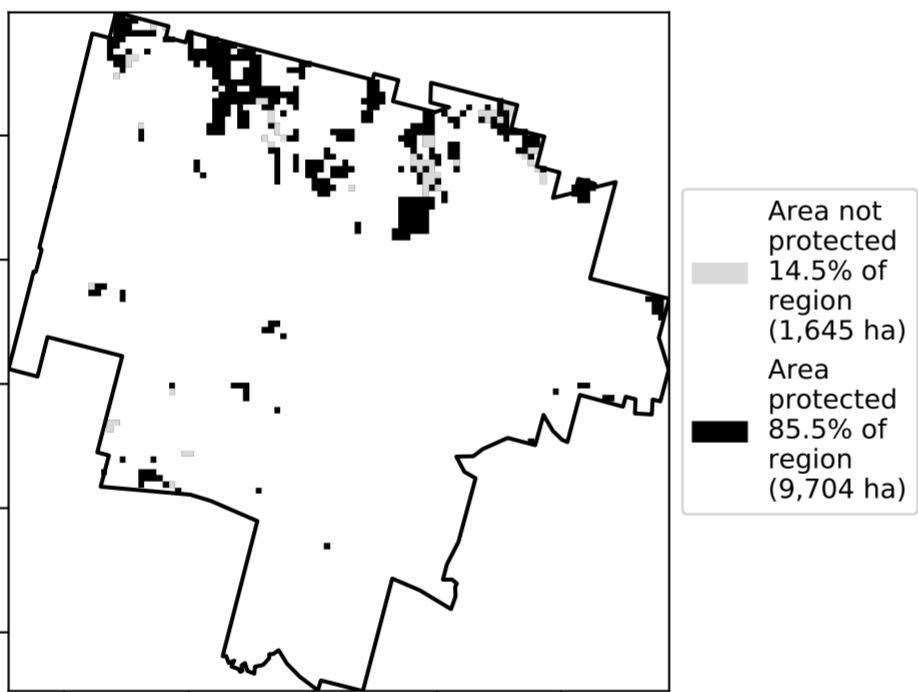 Area not
protected
14.5% of
region
(1,645 ha)
Area
protected
85.5% of
region
(9,704 ha)